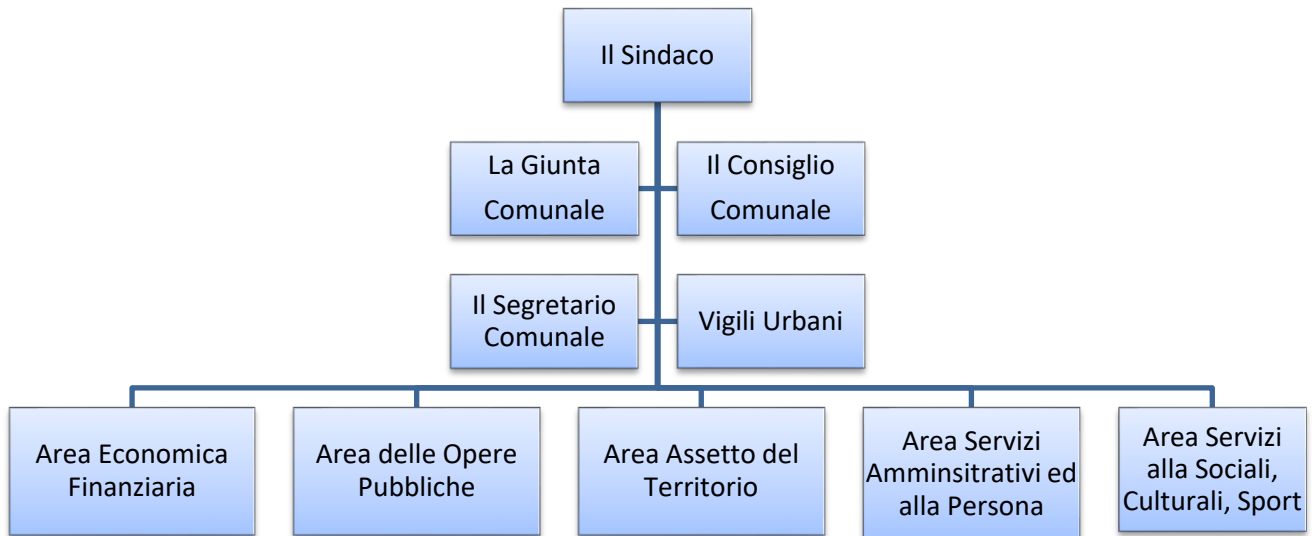 Il Sindaco
La Giunta
Comunale
Il Consiglio
Comunale
Il Segretario
Comunale
Vigili Urbani
Area Economica
Finanziaria
Area delle Opere
Pubbliche
Area Assetto del
Territorio
Area Servizi
Amminsitrativi ed
alla Persona
Area Servizi
alla Sociali,
Culturali, Sport